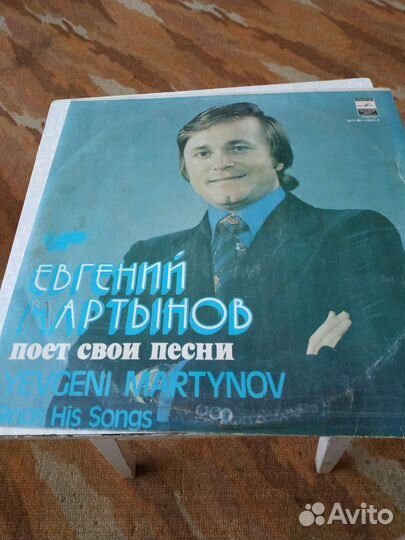 ЕВГЕНИЙ
МАРТЫНОВ
поет свои песни
YEVGENI MARTYNOV
Sings His Songs
Avito